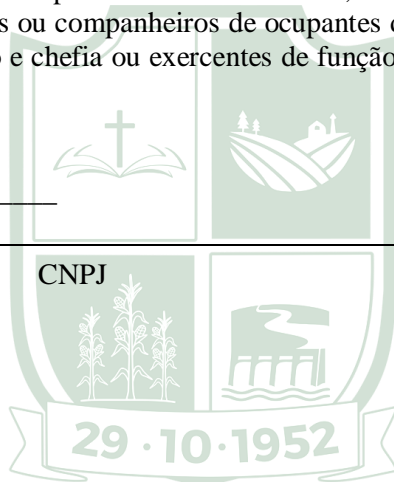 s ou companheiros de ocupantes
e chefia ou exercentes de função
CNPJ
29 · 10 · 1952